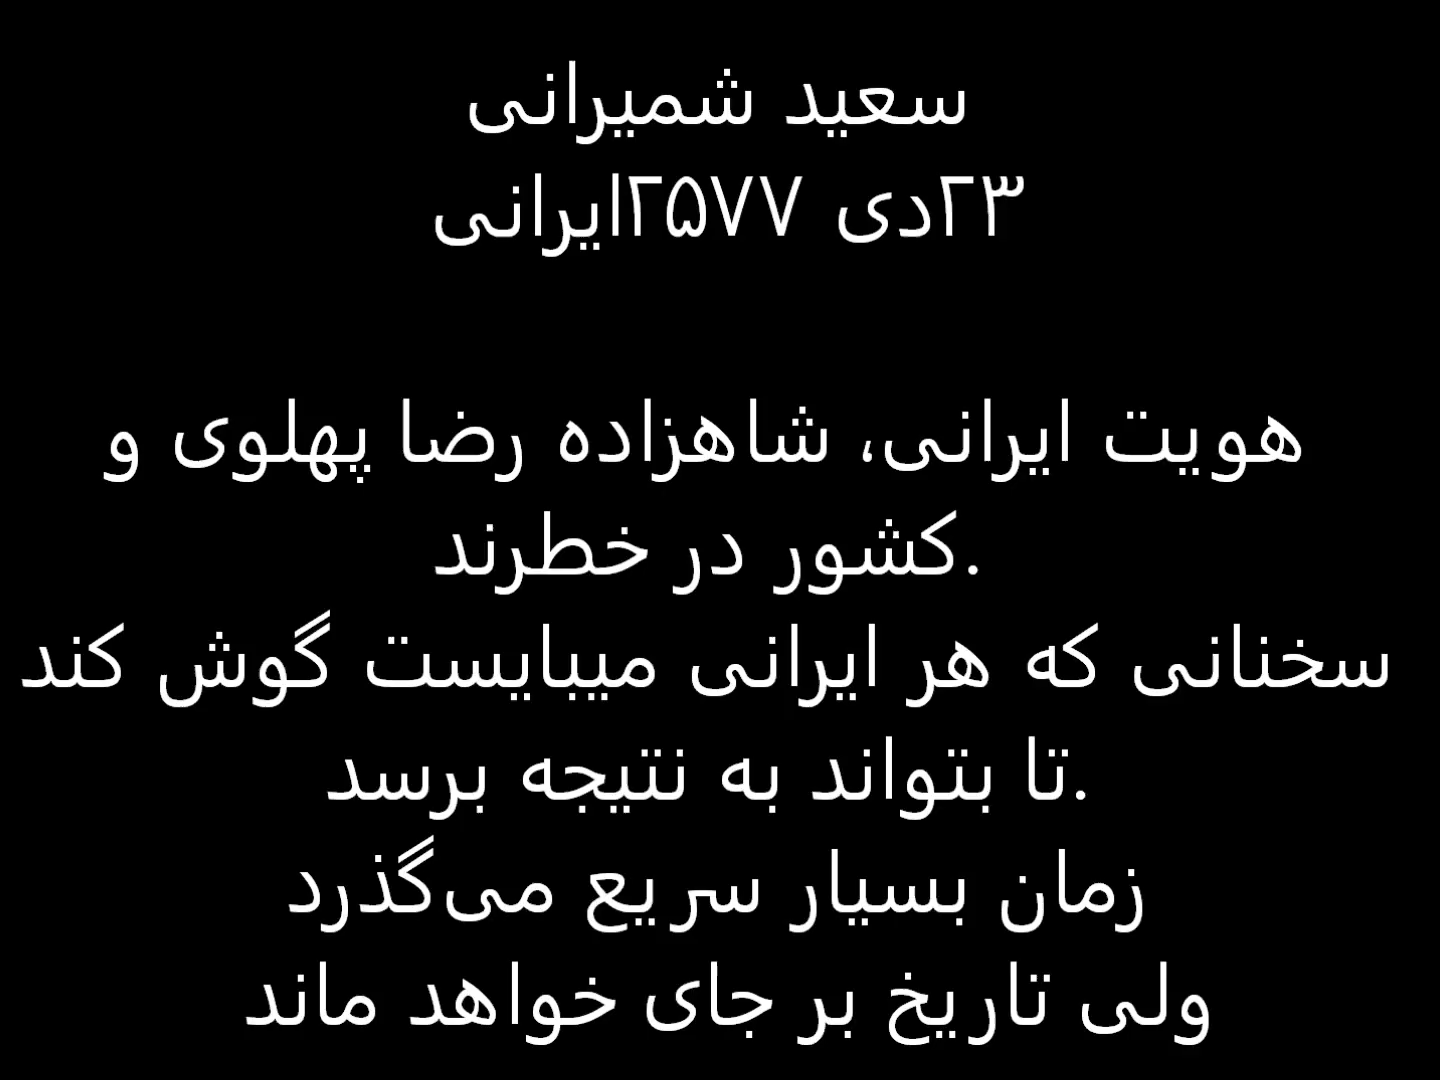 سعید شمیرانی
۲۳دی ۲۵۷۷ایرانی
هویت ایرانی، شاهزاده رضا پهلوی و
کشور در خطرند.
سخنانی که هر ایرانی میبایست گوش کند
تا بتواند به نتیجه برسد.
زمان بسیار سریع می‌گذرد
ولی تاریخ بر جای خواهد ماند